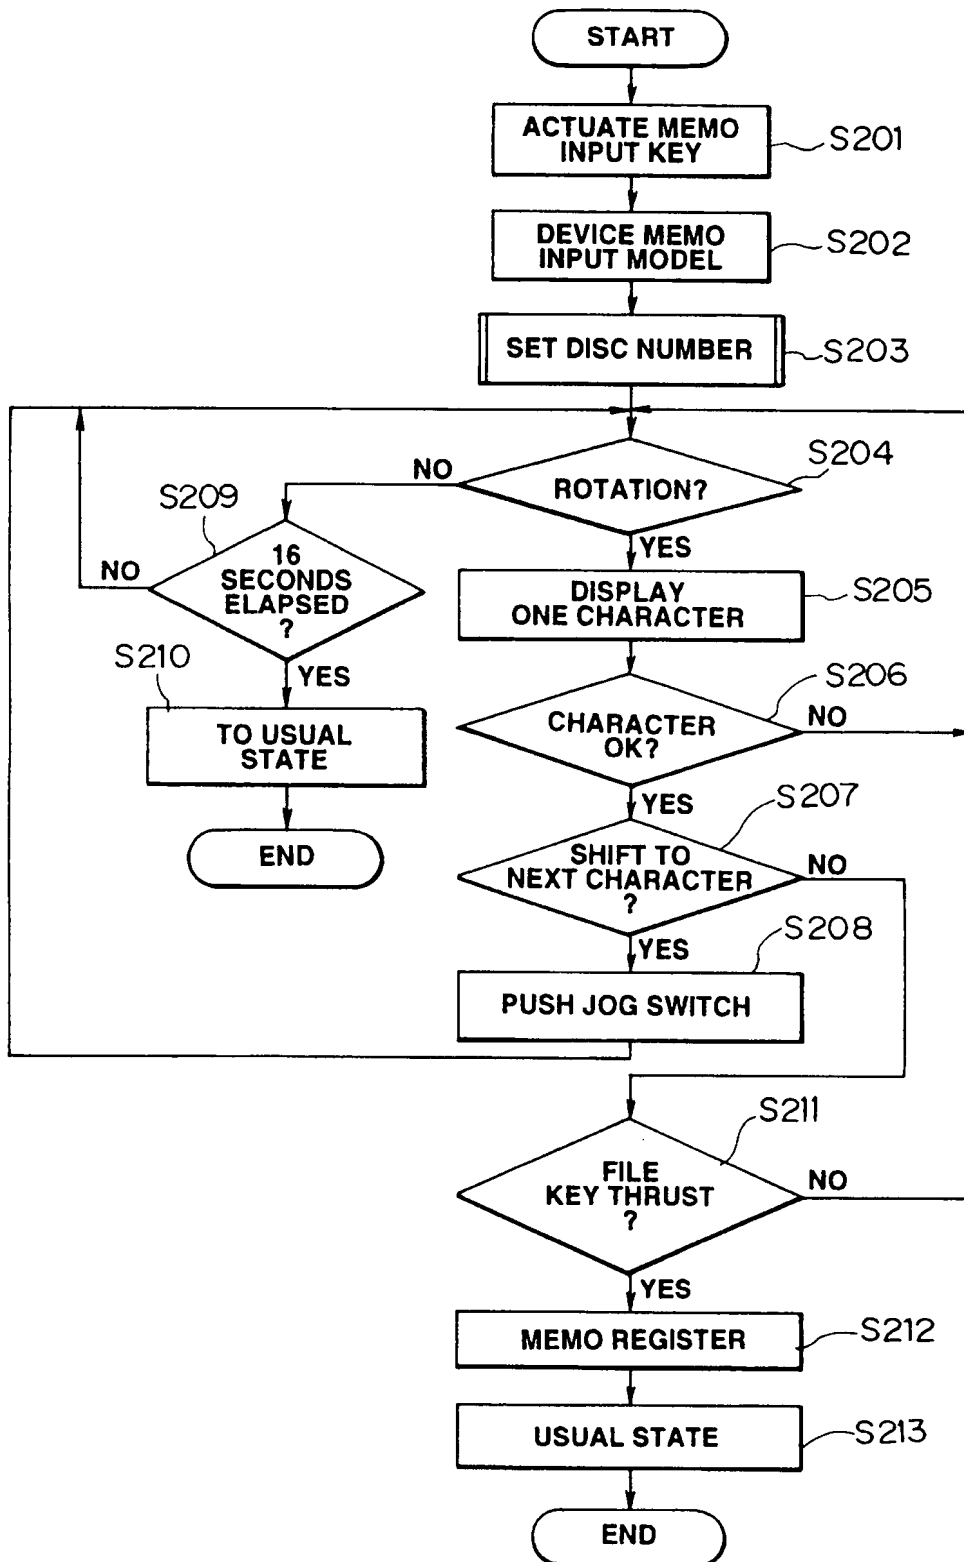 START
ACTUATE MEMO
INPUT KEY
S201
DEVICE MEMO
INPUT MODEL
S202
SET DISC NUMBER
S203
S204
NO
ROTATION?
S209
YES
16
SECONDS
ELAPSED
?
NO
DISPLAY
ONE CHARACTER
S205
S210
YES
S206
CHARACTER
OK?
NO
TO USUAL
STATE
YES
S207
END
SHIFT TO
NEXT CHARACTER
?
NO
YES
S208
PUSH JOG SWITCH
S211
FILE
KEY THRUST
?
NO
YES
MEMO REGISTER
S212
USUAL STATE
S213
END